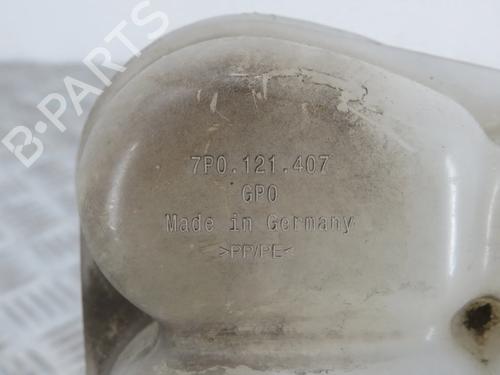 B-PARTS
7P0.121.407
GPO
Made in Germany
>PP/PE<